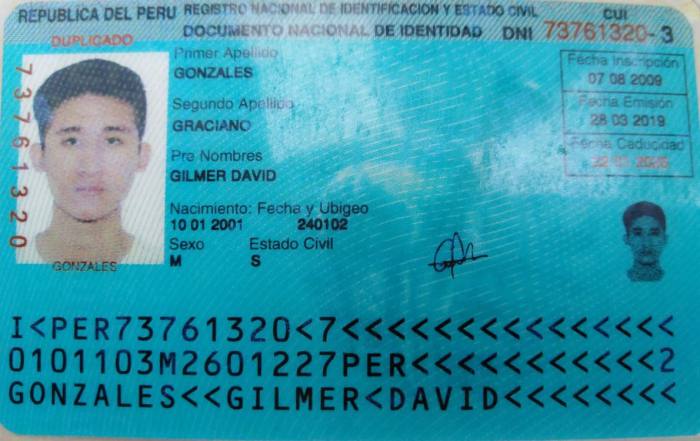 REPUBLICA DEL PERU REGISTRO NACIONAL DE IDENTIFICACION Y ESTADO CIVIL CUI
DUPLICADO DOCUMENTO NACIONAL DE IDENTIDAD DNI 73761320-3
73761320
Primer Apellido
GONZALES
Segundo Apellido
GRACIANO
Pre Nombres
GILMER DAVID
Nacimiento: Fecha y Ubigeo
10 01 2001 240102
Sexo Estado Civil
M S
Fecha Inscripción
07 08 2009
Fecha Emisión
28 03 2019
Fecha Caducidad
GONZALES
I<PER73761320<7<<<<<<<<<<<<<<<
0101103M2601227PER<<<<<<<<<<<2
GONZALES<<GILMER<DAVID<<<<<<<<